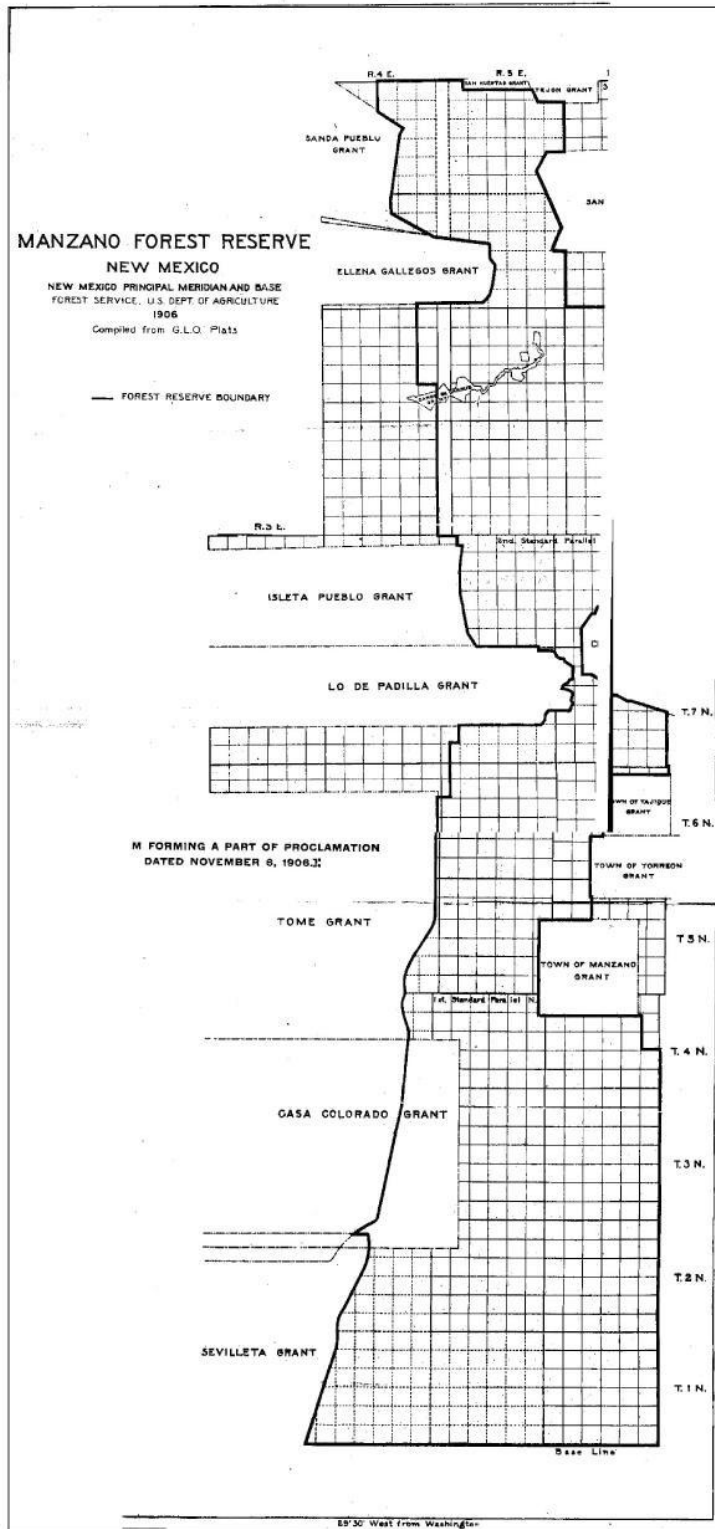 R.4 E.
R.5 E.
SAN HUERTAS GRANT
TEJON GRANT
SANDA PUEBLO
GRANT
SAN
MANZANO FOREST RESERVE
NEW MEXICO
NEW MEXICO PRINCIPAL MERIDIAN AND BASE
FOREST SERVICE, U.S. DEPT. OF AGRICULTURE
1906
Compiled from G.L.O. Plats
ELLENA GALLEGOS GRANT
FOREST RESERVE BOUNDARY
R.3 E.
2nd. Standard Parallel
ISLETA PUEBLO GRANT
LO DE PADILLA GRANT
T.7 N.
OWN OF TAJIQUE
GRANT
T.6 N.
M FORMING A PART OF PROCLAMATION
DATED NOVEMBER 6, 1906.]
TOWN OF TORREON
GRANT
TOME GRANT
T 5 N.
TOWN OF MANZANO
GRANT
1st. Standard Parallel N.
T. 4 N.
CASA COLORADO GRANT
T.3 N.
T.2 N.
SEVILLETA GRANT
T.1 N.
Base Line
29°30' West from Washington